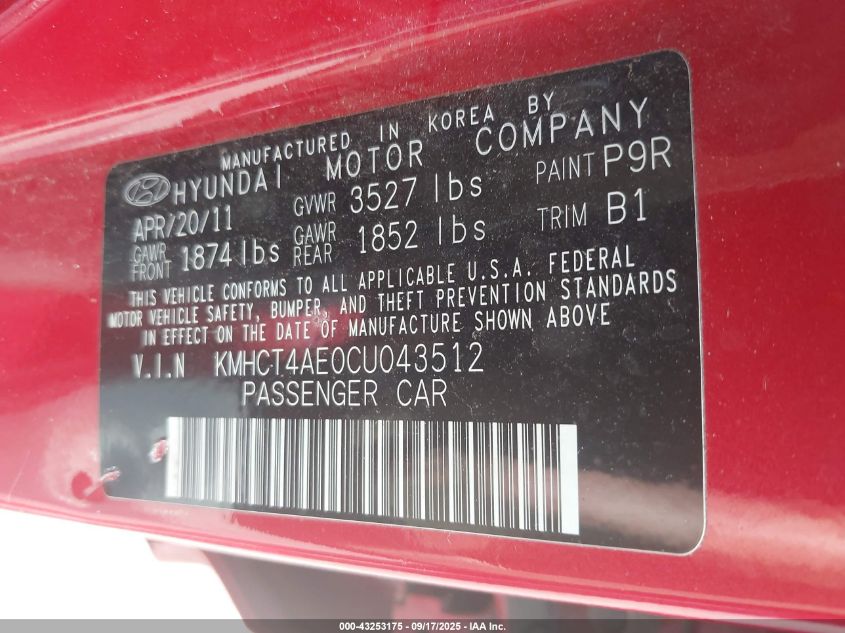 MANUFACTURED IN KOREA BY
HYUNDAI MOTOR COMPANY
APR/20/11 GVWR 3527 lbs PAINT P9R
GAWR FRONT 1874 lbs GAWR REAR 1852 lbs TRIM B1
THIS VEHICLE CONFORMS TO ALL APPLICABLE U.S.A. FEDERAL
MOTOR VEHICLE SAFETY, BUMPER, AND THEFT PREVENTION STANDARDS
IN EFFECT ON THE DATE OF MANUFACTURE SHOWN ABOVE
V.I.N KMHCT4AE0CU043512
PASSENGER CAR
000-43253175 - 09/17/2025 - IAA Inc.